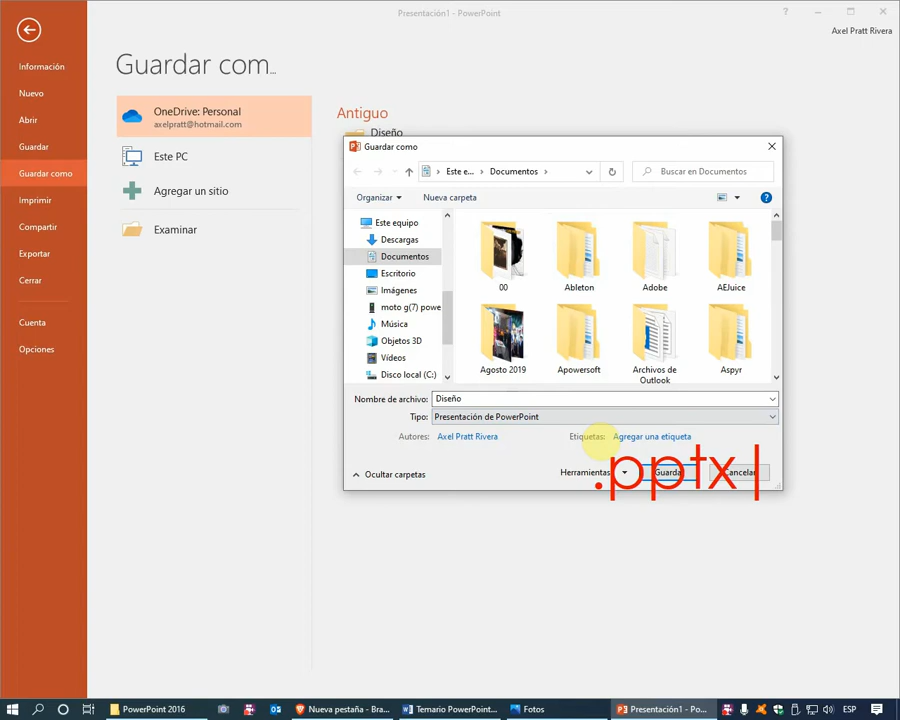 Presentación1 - PowerPoint
?
Axel Pratt Rivera
Información
Nuevo
Abrir
Guardar
Guardar como
Imprimir
Compartir
Exportar
Cerrar
Cuenta
Opciones
Guardar com...
OneDrive: Personal
axelpratt@hotmail.com
Este PC
Agregar un sitio
Examinar
Antiguo
Diseño
Guardar como
Este e... > Documentos >
Buscar en Documentos
Organizar
Nueva carpeta
?
Este equipo
Descargas
Documentos
Escritorio
Imágenes
moto g(7) powe
Música
Objetos 3D
Vídeos
Disco local (C:)
00
Ableton
Adobe
AEJuice
Agosto 2019
Apowersoft
Archivos de
Outlook
Aspyr
Nombre de archivo: Diseño
Tipo: Presentación de PowerPoint
Autores: Axel Pratt Rivera
Etiquetas: Agregar una etiqueta
Ocultar carpetas
Herramientas
Guardar
Cancelar
.pptx|
PowerPoint 2016
Nueva pestaña - Bra...
Temario PowerPoint...
Fotos
Presentación1 - Po...
ESP